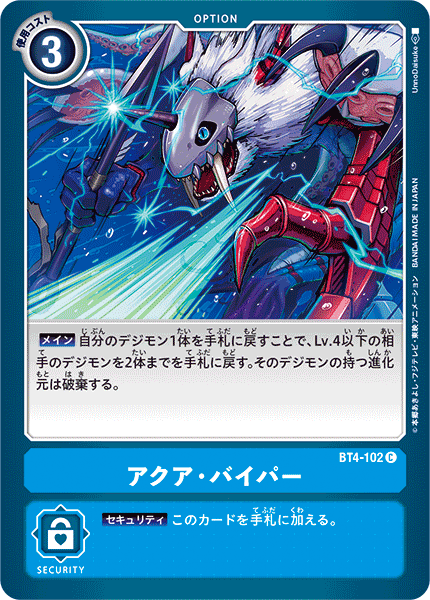 OPTION
使用コスト
3
UnnoDaisuke
©本郷あきよし・フジテレビ・東映アニメーション BANDAI MADE IN JAPAN
メイン 自分のデジモン1体を手札に戻すことで、Lv.4以下の相
手のデジモンを2体までを手札に戻す。そのデジモンの持つ進化
元は破棄する。
BT4-102 C
アクア・バイパー
セキュリティ このカードを手札に加える。
SECURITY